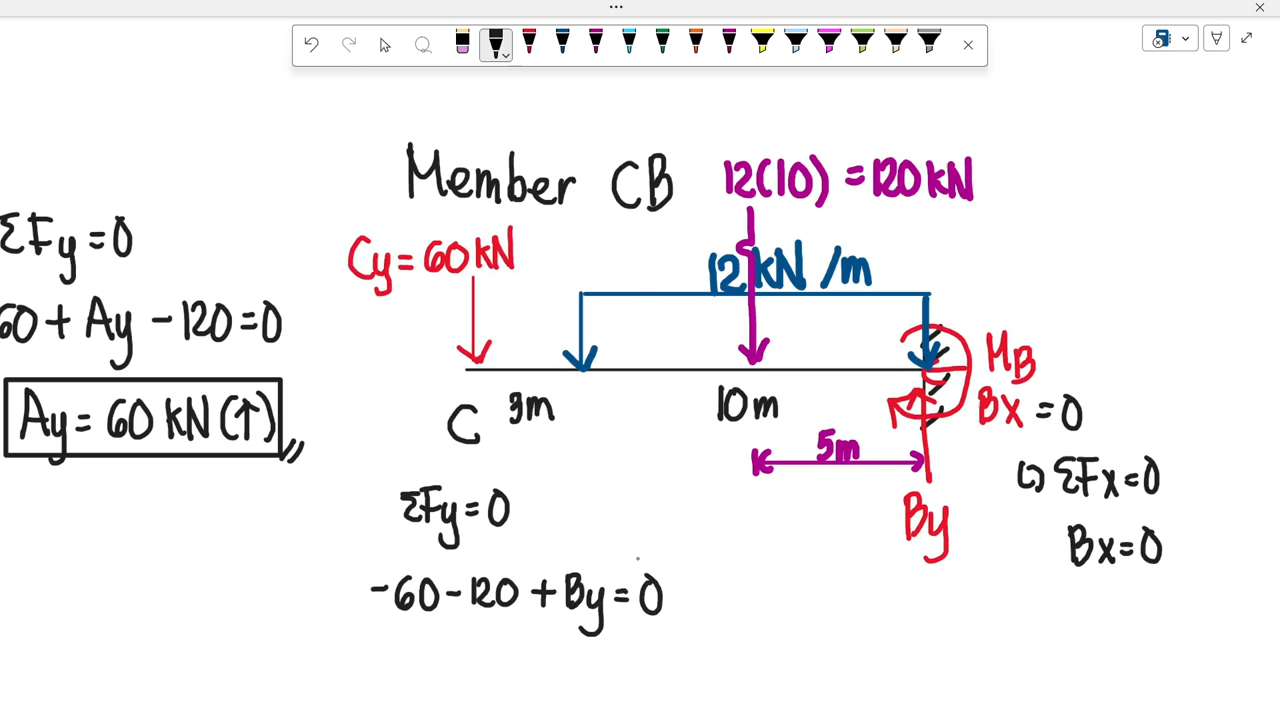 Member CB
12(10) = 120 kN
ΣFy = 0
Cy = 60 kN
12 kN/m
60 + Ay - 120 = 0
Ay = 60 kN (↑)
MB
Bx = 0
C
3m
10m
5m
ΣFx = 0
Bx = 0
ΣFy = 0
By
-60 - 120 + By = 0